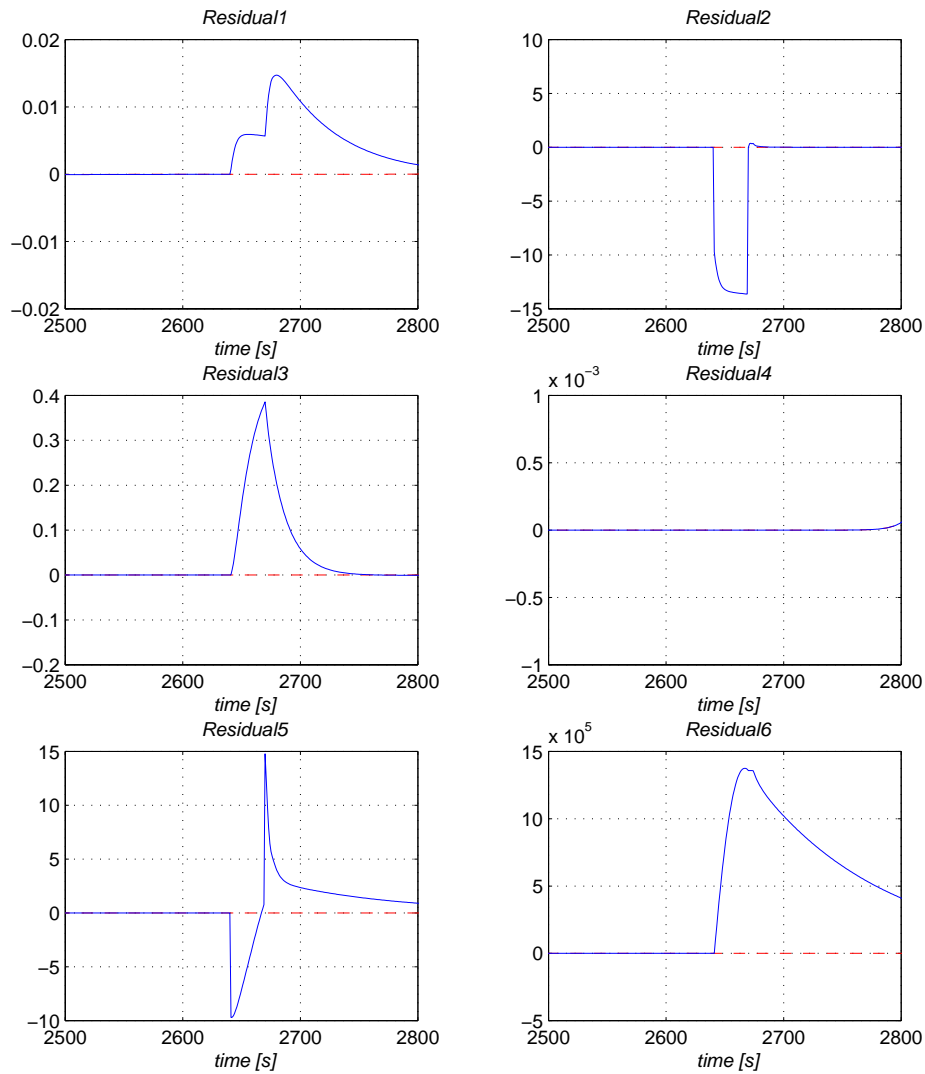 Residual1
0.02
0.01
0
−0.01
−0.02
2500 2600 2700 2800
time [s]
Residual2
10
5
0
−5
−10
−15
2500 2600 2700 2800
time [s]
Residual3
0.4
0.3
0.2
0.1
0
−0.1
−0.2
2500 2600 2700 2800
time [s]
Residual4
x 10⁻³
1
0.5
0
−0.5
−1
2500 2600 2700 2800
time [s]
Residual5
15
10
5
0
−5
−10
2500 2600 2700 2800
time [s]
Residual6
x 10⁵
15
10
5
0
−5
2500 2600 2700 2800
time [s]